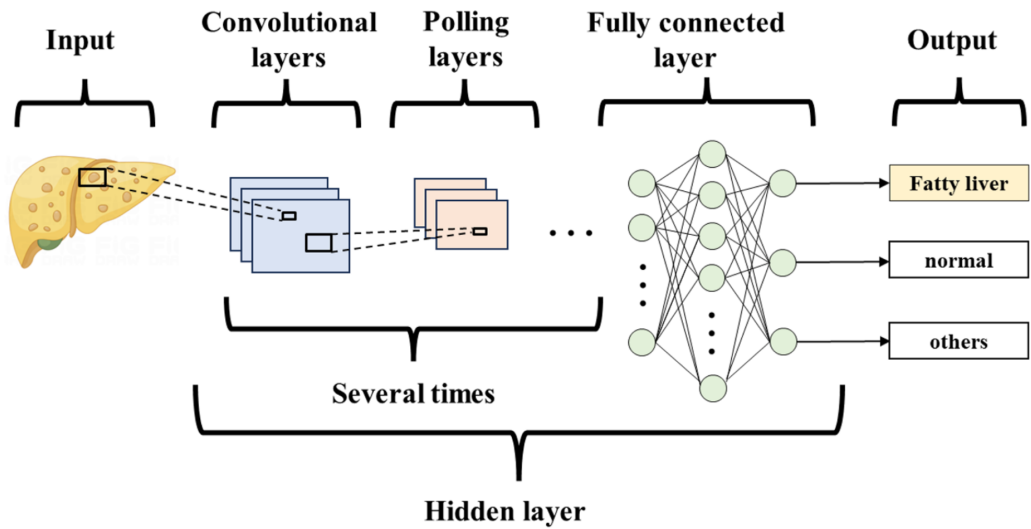 Input
Convolutional
layers
Polling
layers
Fully connected
layer
Output
Fatty liver
normal
others
Several times
Hidden layer